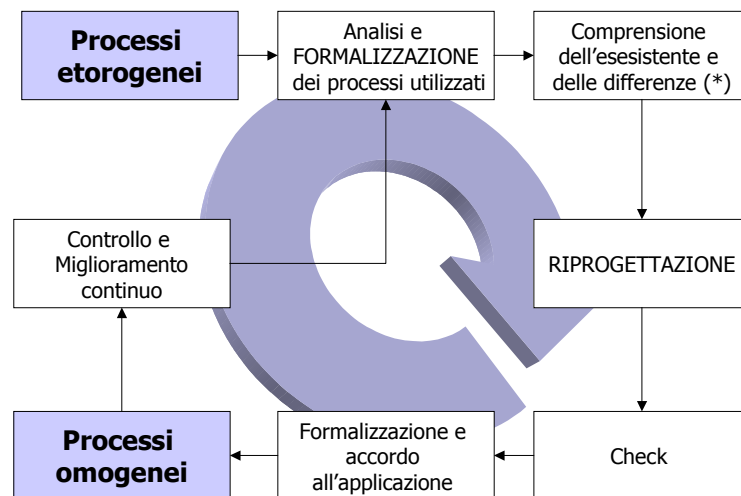 Processi
etorogenei
Analisi e
FORMALIZZAZIONE
dei processi utilizzati
Comprensione
dell'esesistente e
delle differenze (*)
Controllo e
Miglioramento
continuo
RIPROGETTAZIONE
Processi
omogenei
Formalizzazione e
accordo
all'applicazione
Check